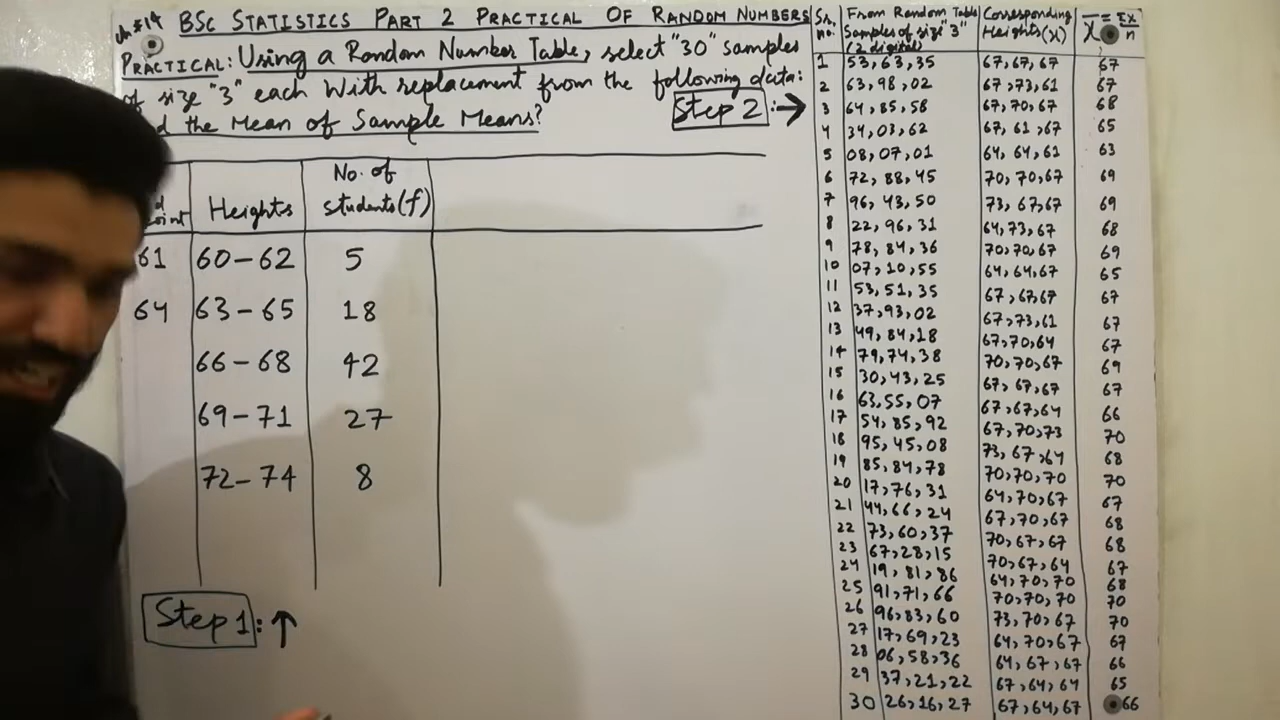 ch#14
BSc STATISTICS PART 2 PRACTICAL OF RANDOM NUMBERS
PRACTICAL: Using a Random Number Table, select "30" samples
of size "3" each With replacement from the following data:
the Mean of Sample Means?
Step 2 : →
Heights No. of students (f)
61 60-62 5
64 63-65 18
66-68 42
69-71 27
72-74 8
Step 1 : ↑
Sr. no. From Random Table Samples of size "3" (2 digital) Corresponding Heights (x) X̄ = Σx/n
1 53, 63, 35 67, 67, 67 67
2 63, 98, 02 67, 73, 61 67
3 64, 85, 58 67, 70, 67 68
4 34, 03, 62 67, 61, 67 65
5 08, 07, 01 64, 64, 61 63
6 72, 88, 45 70, 70, 67 69
7 96, 43, 50 73, 67, 67 69
8 22, 96, 31 64, 73, 67 68
9 78, 84, 36 70, 70, 67 69
10 07, 10, 55 64, 64, 67 65
11 53, 51, 35 67, 67, 67 67
12 37, 93, 02 67, 73, 61 67
13 49, 84, 18 67, 70, 64 67
14 79, 74, 38 70, 70, 67 69
15 30, 43, 25 67, 67, 67 67
16 63, 55, 07 67, 67, 64 66
17 54, 85, 92 67, 70, 73 70
18 95, 45, 08 73, 67, 64 68
19 85, 84, 78 70, 70, 70 70
20 17, 76, 31 64, 70, 67 67
21 44, 66, 24 67, 70, 67 68
22 73, 60, 37 70, 67, 67 68
23 67, 28, 15 70, 67, 64 67
24 19, 81, 86 64, 70, 70 68
25 91, 71, 66 70, 70, 70 70
26 96, 83, 60 73, 70, 67 70
27 17, 69, 23 64, 70, 67 67
28 06, 58, 36 64, 67, 67 66
29 37, 21, 22 67, 64, 64 65
30 26, 16, 27 67, 64, 67 66